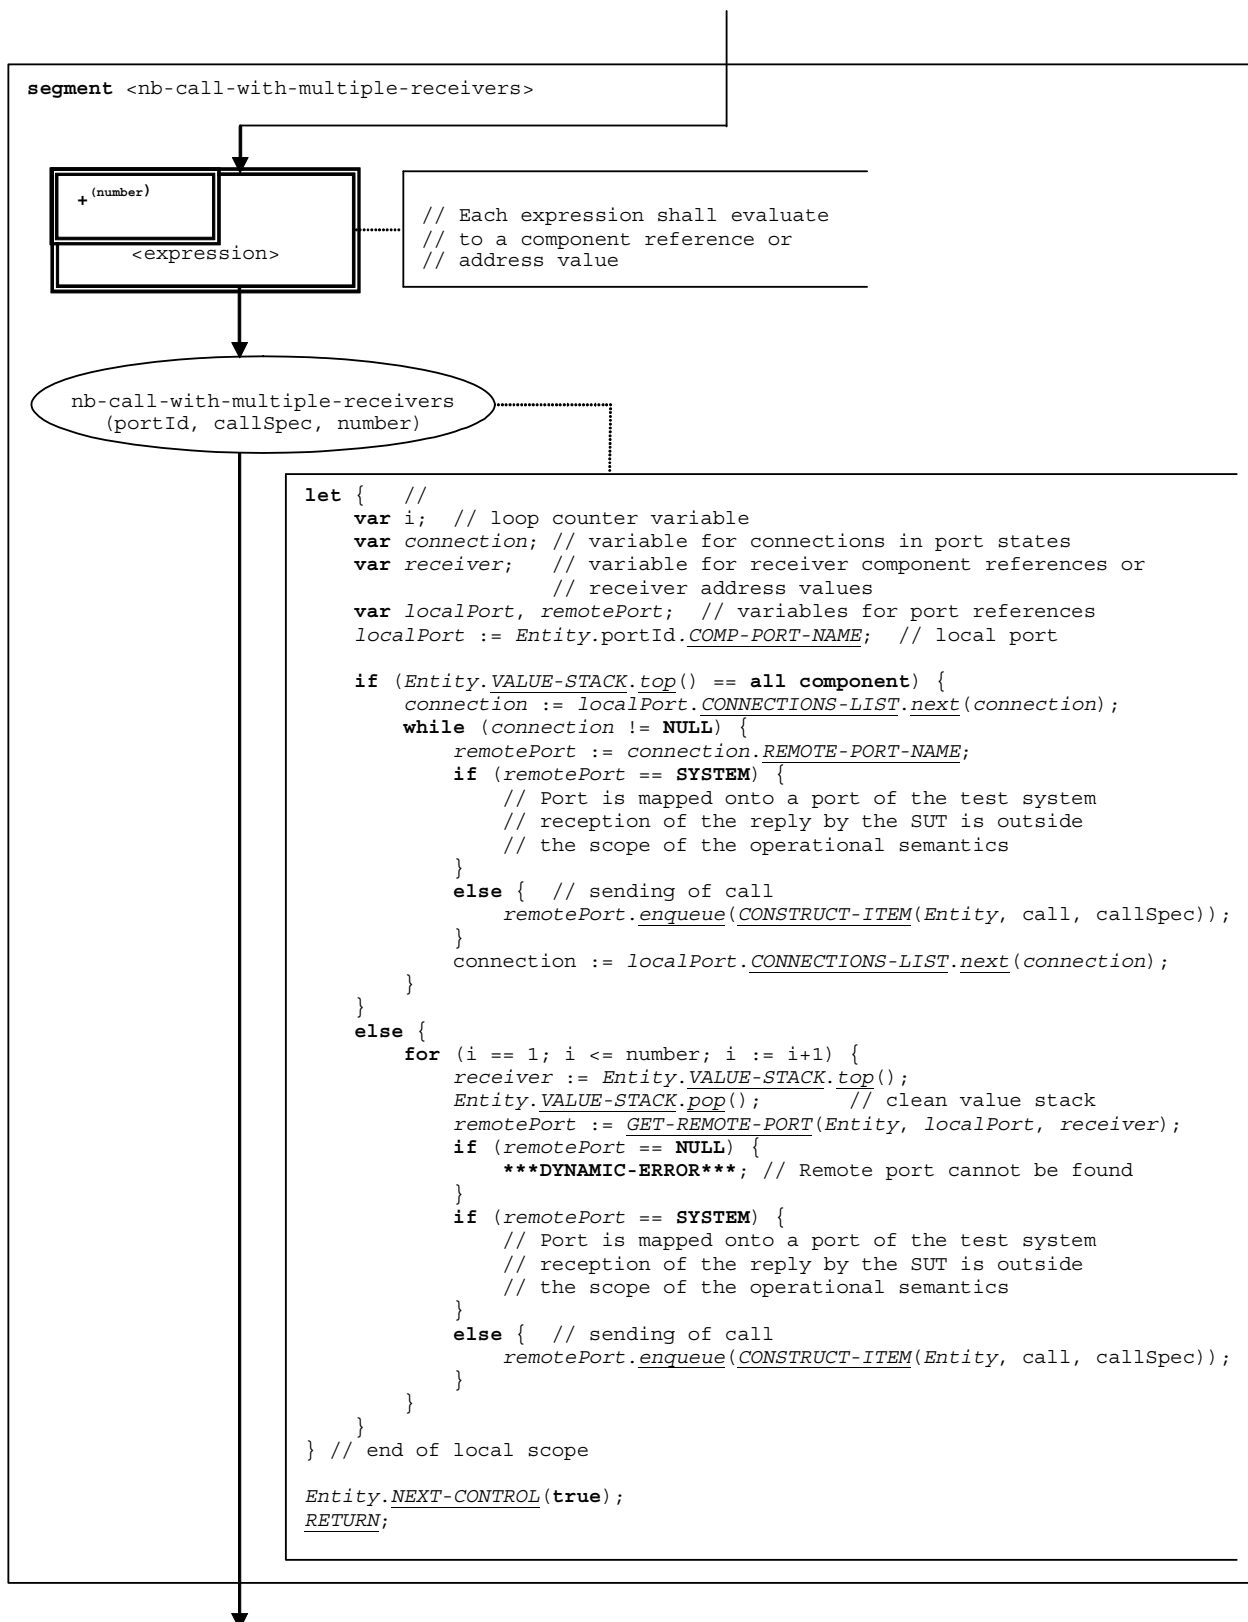 segment <nb-call-with-multiple-receivers>
+(number)
<expression>
// Each expression shall evaluate
// to a component reference or
// address value
nb-call-with-multiple-receivers
(portId, callSpec, number)
let {   //
    var i;  // loop counter variable
    var connection; // variable for connections in port states
    var receiver;   // variable for receiver component references or
                    // receiver address values
    var localPort, remotePort;  // variables for port references
    localPort := Entity.portId.COMP-PORT-NAME;  // local port
    if (Entity.VALUE-STACK.top() == all component) {
        connection := localPort.CONNECTIONS-LIST.next(connection);
        while (connection != NULL) {
            remotePort := connection.REMOTE-PORT-NAME;
            if (remotePort == SYSTEM) {
                // Port is mapped onto a port of the test system
                // reception of the reply by the SUT is outside
                // the scope of the operational semantics
            }
            else {  // sending of call
                remotePort.enqueue(CONSTRUCT-ITEM(Entity, call, callSpec));
            }
            connection := localPort.CONNECTIONS-LIST.next(connection);
        }
    }
    else {
        for (i == 1; i <= number; i := i+1) {
            receiver := Entity.VALUE-STACK.top();
            Entity.VALUE-STACK.pop();       // clean value stack
            remotePort := GET-REMOTE-PORT(Entity, localPort, receiver);
            if (remotePort == NULL) {
                ***DYNAMIC-ERROR***; // Remote port cannot be found
            }
            if (remotePort == SYSTEM) {
                // Port is mapped onto a port of the test system
                // reception of the reply by the SUT is outside
                // the scope of the operational semantics
            }
            else {  // sending of call
                remotePort.enqueue(CONSTRUCT-ITEM(Entity, call, callSpec));
            }
        }
    }
} // end of local scope
Entity.NEXT-CONTROL(true);
RETURN;